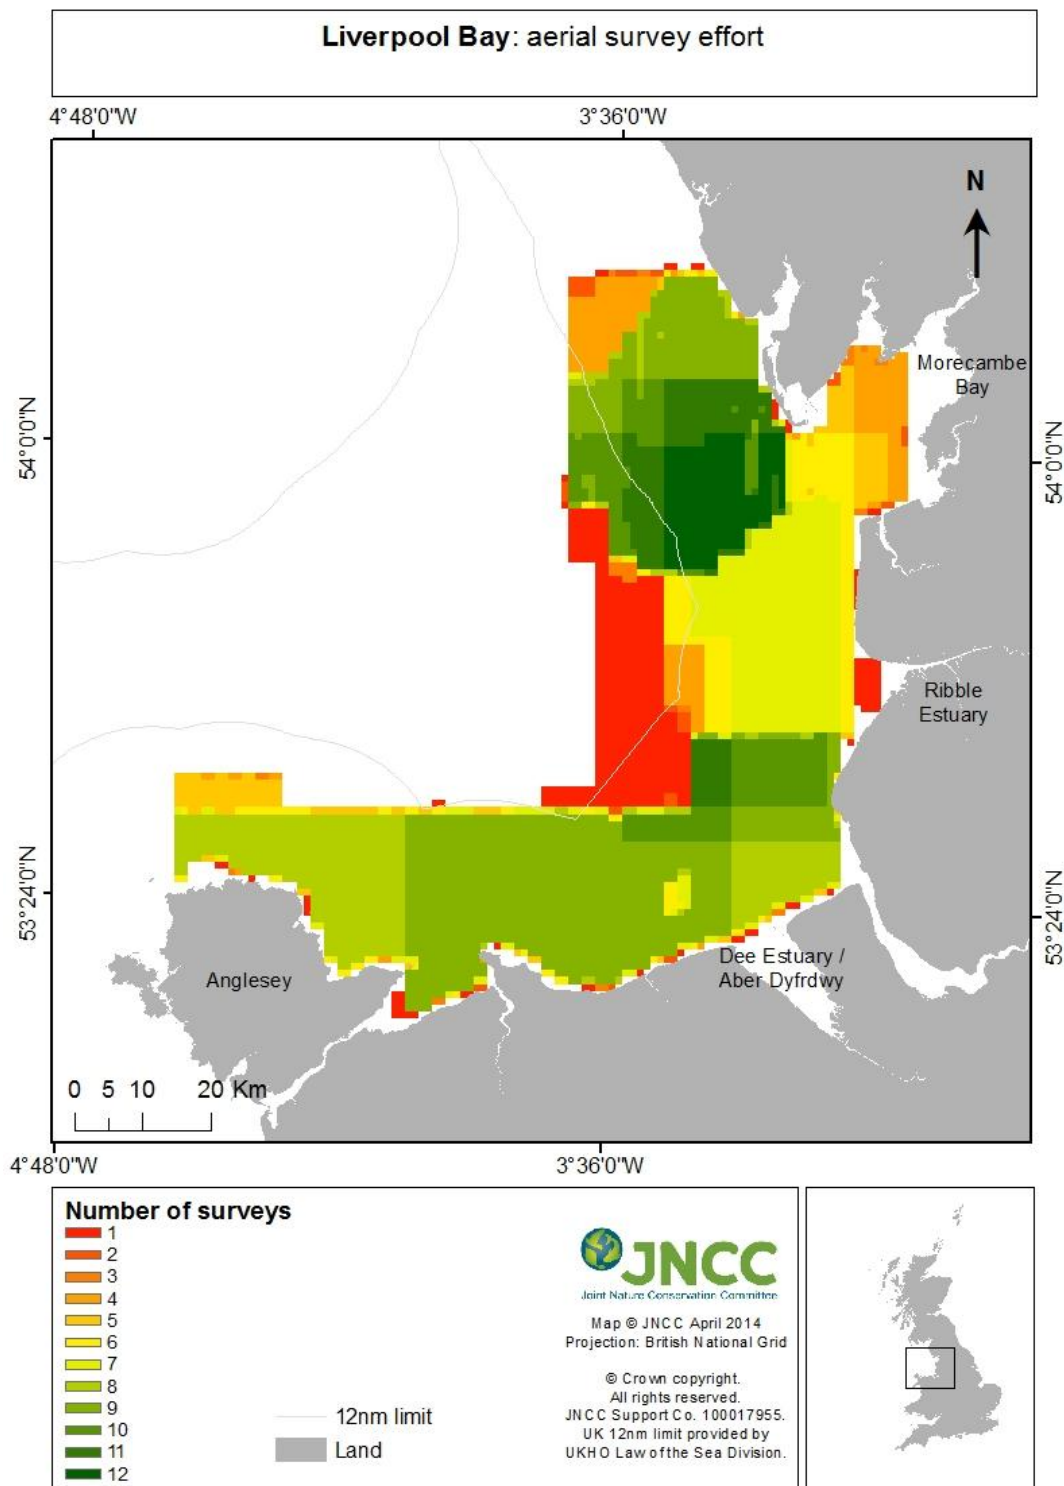 Liverpool Bay: aerial survey effort
4°48'0"W
3°36'0"W
N
Morecambe
Bay
54°0'0"N
54°0'0"N
Ribble
Estuary
53°24'0"N
53°24'0"N
Dee Estuary /
Aber Dyfrdwy
Anglesey
0 5 10 20 Km
4°48'0"W
3°36'0"W
Number of surveys
1
2
3
4
5
6
7
8
9
10
11
12
12nm limit
Land
JNCC
Joint Nature Conservation Committee
Map © JNCC April 2014
Projection: British National Grid
© Crown copyright.
All rights reserved.
JNCC Support Co. 100017955.
UK 12nm limit provided by
UKHO Law of the Sea Division.